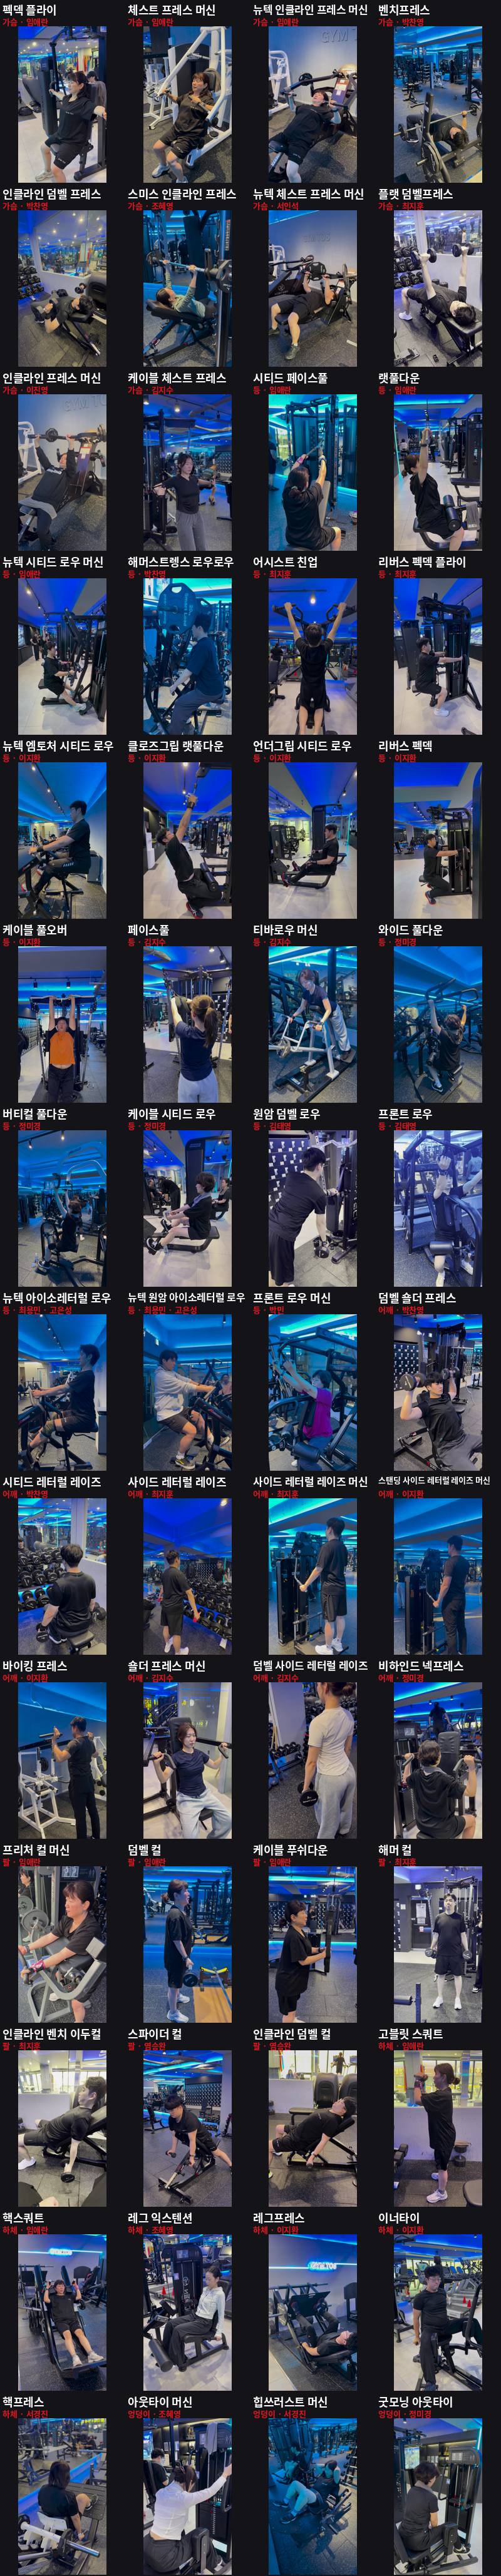 펙덱 플라이
가슴 · 임애란
체스트 프레스 머신
가슴 · 임애란
뉴텍 인클라인 프레스 머신
가슴 · 임애란
벤치프레스
가슴 · 박찬영
인클라인 덤벨 프레스
가슴 · 박찬영
스미스 인클라인 프레스
가슴 · 조혜영
뉴텍 체스트 프레스 머신
가슴 · 서인석
플랫 덤벨프레스
가슴 · 최지훈
인클라인 프레스 머신
가슴 · 이찬영
케이블 체스트 프레스
가슴 · 김지수
시티드 페이스풀
등 · 임애란
랫풀다운
등 · 임애란
뉴텍 시티드 로우 머신
등 · 임애란
해머스트렝스 로우로우
등 · 박찬영
어시스트 친업
등 · 최지훈
리버스 펙덱 플라이
등 · 최지훈
뉴텍 엠토처 시티드 로우
등 · 이지환
클로즈그립 랫풀다운
등 · 이지환
언더그립 시티드 로우
등 · 이지환
리버스 펙덱
등 · 이지환
케이블 풀오버
등 · 이지환
페이스풀
등 · 김지수
티바로우 머신
등 · 김지수
와이드 풀다운
등 · 정미경
버티컬 풀다운
등 · 정미경
케이블 시티드 로우
등 · 정미경
원암 덤벨 로우
등 · 김태영
프론트 로우
등 · 김태영
뉴텍 아이소레터럴 로우
등 · 최용민 · 고은성
뉴텍 원암 아이소레터럴 로우
등 · 최용민 · 고은성
프론트 로우 머신
등 · 박민
덤벨 숄더 프레스
어깨 · 박찬영
시티드 레터럴 레이즈
어깨 · 박찬영
사이드 레터럴 레이즈
어깨 · 최지훈
사이드 레터럴 레이즈 머신
어깨 · 최지훈
스탠딩 사이드 레터럴 레이즈 머신
어깨 · 이지환
바이킹 프레스
어깨 · 이지환
숄더 프레스 머신
어깨 · 김지수
덤벨 사이드 레터럴 레이즈
어깨 · 김지수
비하인드 넥프레스
어깨 · 정미경
프리처 컬 머신
팔 · 임애란
덤벨 컬
팔 · 임애란
케이블 푸쉬다운
팔 · 임애란
해머 컬
팔 · 최지훈
인클라인 벤치 이두컬
팔 · 최지훈
스파이더 컬
팔 · 염승완
인클라인 덤벨 컬
팔 · 염승완
고블릿 스쿼트
하체 · 임애란
핵스쿼트
하체 · 임애란
레그 익스텐션
하체 · 조혜영
레그프레스
하체 · 이지환
이너타이
하체 · 이지환
핵프레스
하체 · 서경진
아웃타이 머신
엉덩이 · 조혜영
힙쓰러스트 머신
엉덩이 · 서경진
굿모닝 아웃타이
엉덩이 · 정미경